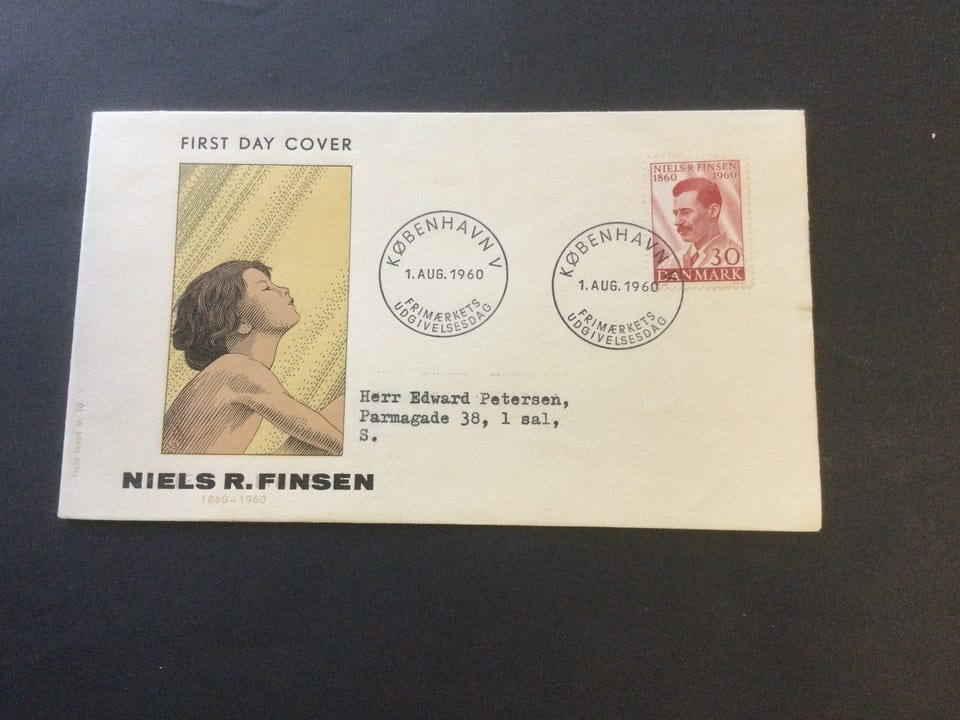 FIRST DAY COVER
NIELS·R·FINSEN
1860 1960
30
DANMARK
KØBENHAVN V
1. AUG. 1960
FRIMÆRKETS
UDGIVELSESDAG
KØBENHAVN V
1. AUG. 1960
FRIMÆRKETS
UDGIVELSESDAG
Herr Edward Petersen,
Parmagade 38, 1 sal,
S.
NIELS R. FINSEN
1860-1960